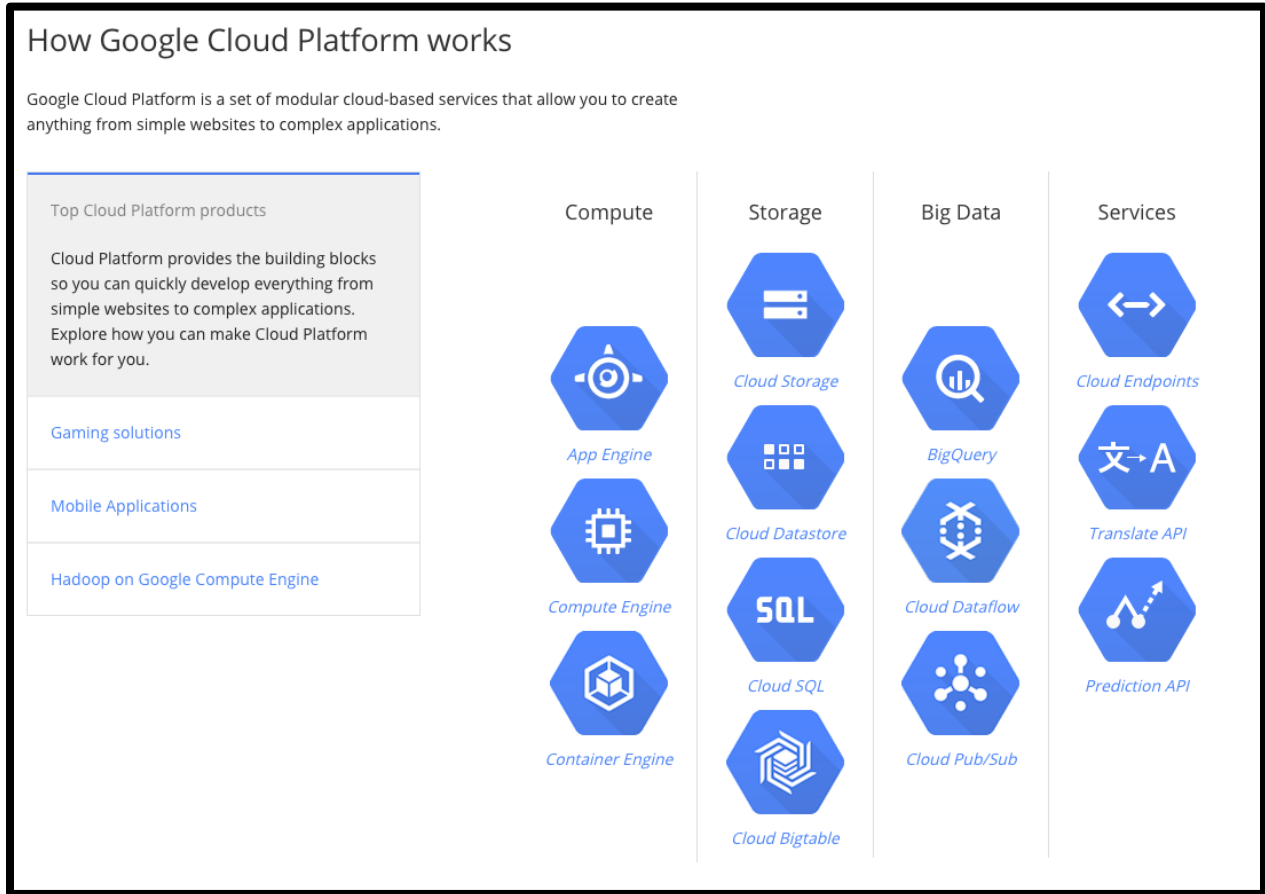 How Google Cloud Platform works
Google Cloud Platform is a set of modular cloud-based services that allow you to create
anything from simple websites to complex applications.
Top Cloud Platform products
Cloud Platform provides the building blocks
so you can quickly develop everything from
simple websites to complex applications.
Explore how you can make Cloud Platform
work for you.
Gaming solutions
Mobile Applications
Hadoop on Google Compute Engine
Compute
App Engine
Compute Engine
Container Engine
Storage
Cloud Storage
Cloud Datastore
SQL
Cloud SQL
Cloud Bigtable
Big Data
BigQuery
Cloud Dataflow
Cloud Pub/Sub
Services
Cloud Endpoints
文→A
Translate API
Prediction API